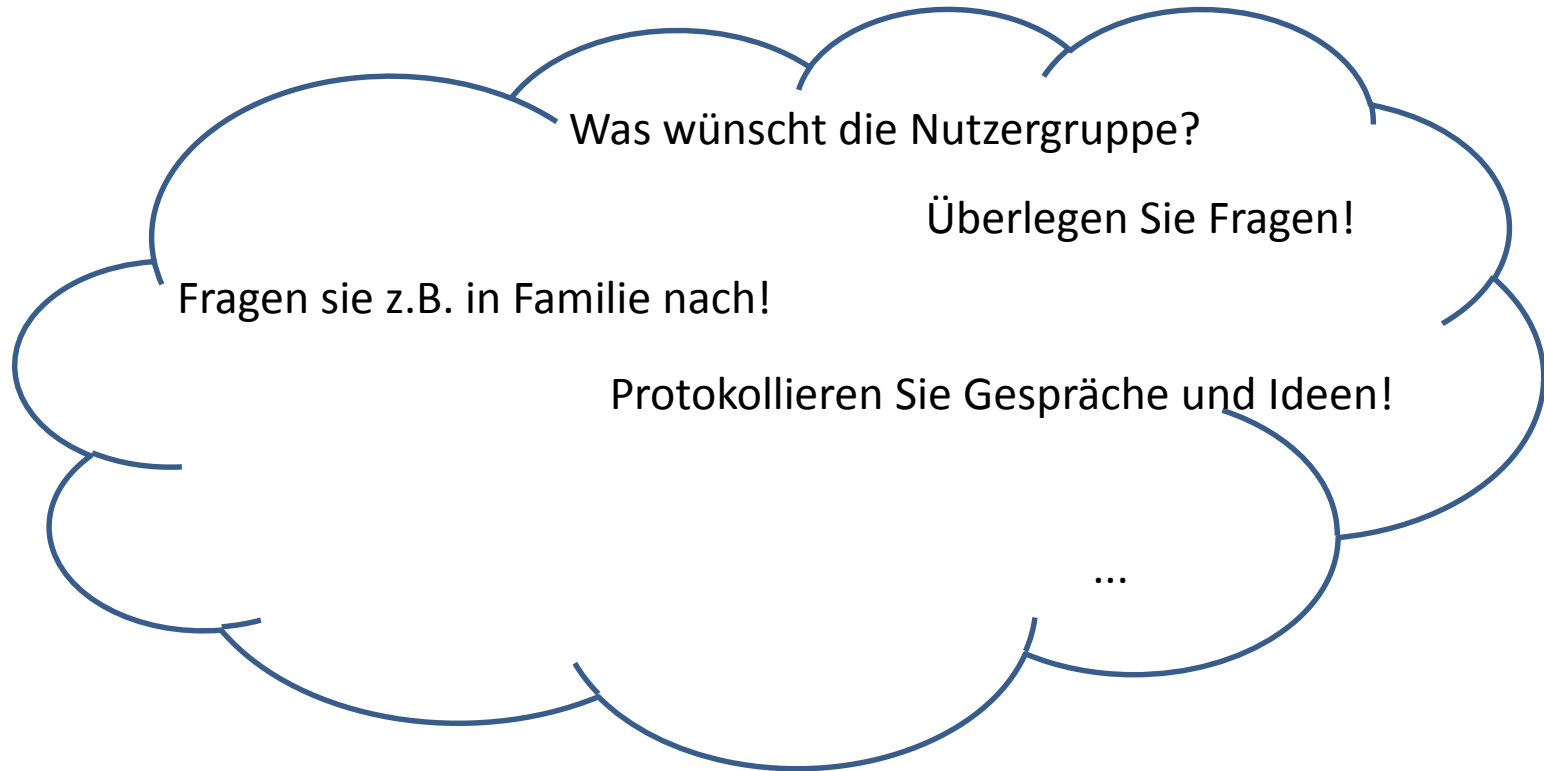 Was wünscht die Nutzergruppe?
Überlegen Sie Fragen!
Fragen sie z.B. in Familie nach!
Protokollieren Sie Gespräche und Ideen!
...